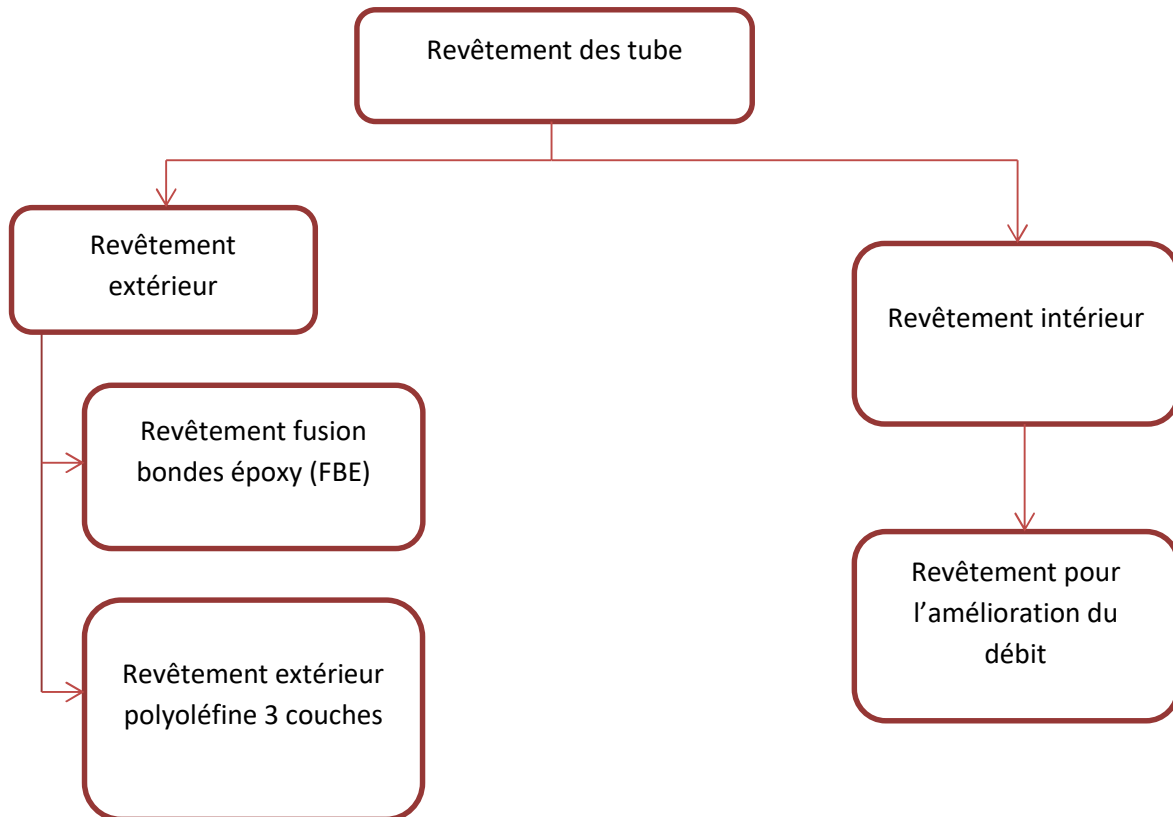 Revêtement des tube
Revêtement
extérieur
Revêtement intérieur
Revêtement fusion
bondes époxy (FBE)
Revêtement pour
l’amélioration du
débit
Revêtement extérieur
polyoléfine 3 couches